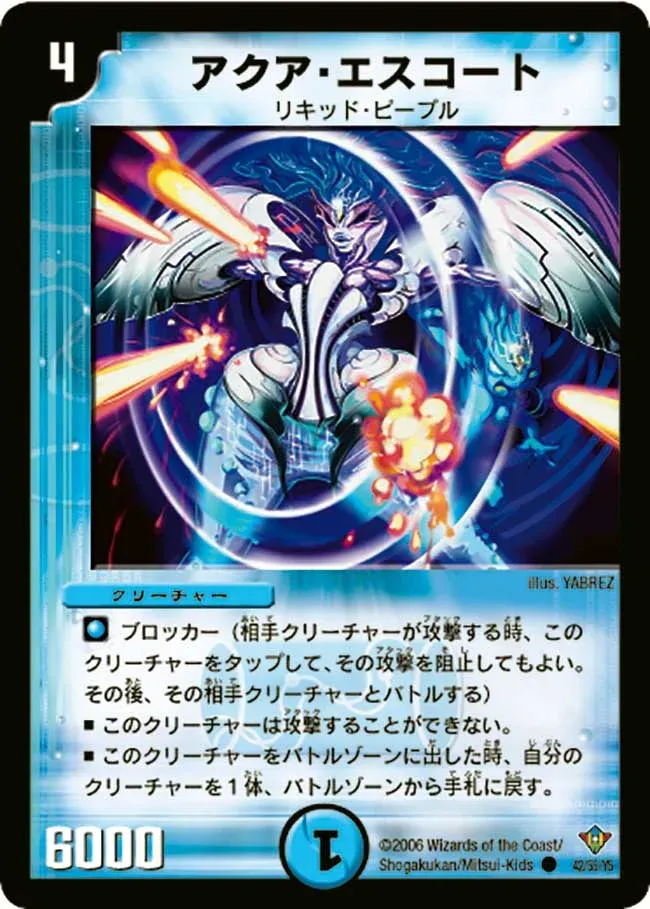 4
アクア・エスコート
リキッド・ピープル
illus. YABREZ
クリーチャー
ブロッカー（相手クリーチャーが攻撃する時、この
クリーチャーをタップして、その攻撃を阻止してもよい。
その後、その相手クリーチャーとバトルする）
■ このクリーチャーは攻撃することができない。
■ このクリーチャーをバトルゾーンに出した時、自分の
クリーチャーを１体、バトルゾーンから手札に戻す。
6000
1
©2006 Wizards of the Coast/
Shogakukan/Mitsui-Kids ●
42/55/Y5